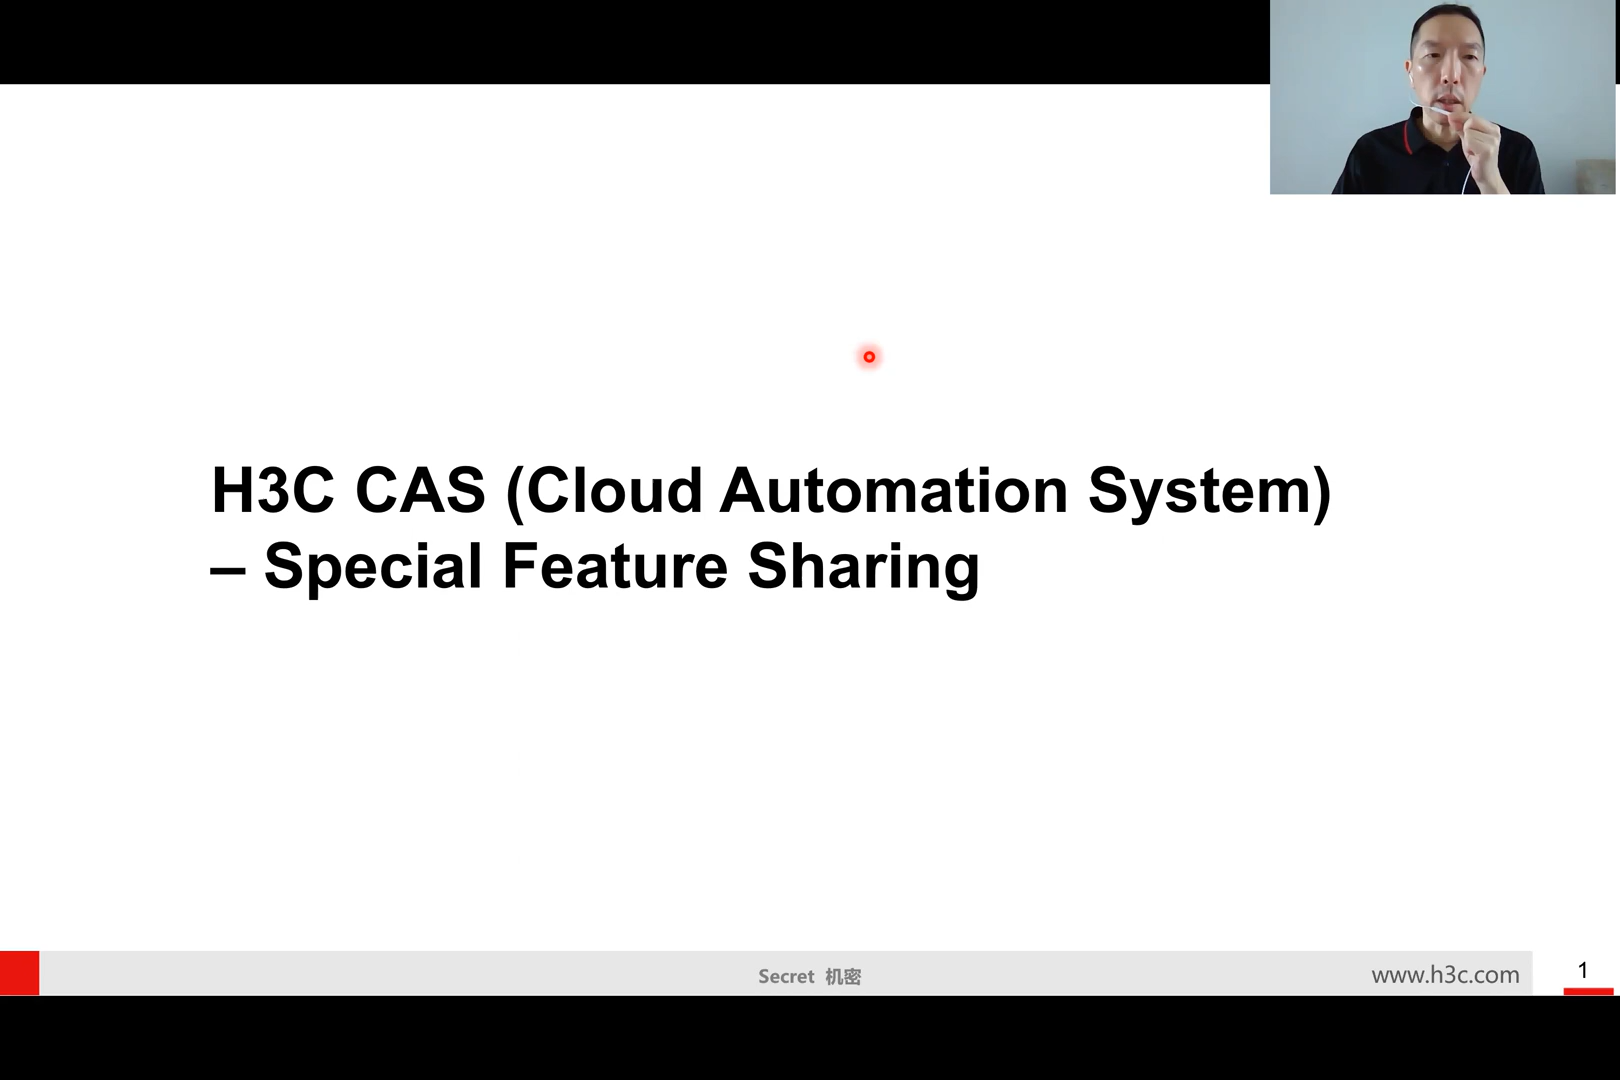 H3C CAS (Cloud Automation System)
– Special Feature Sharing
Secret 机密
www.h3c.com
1